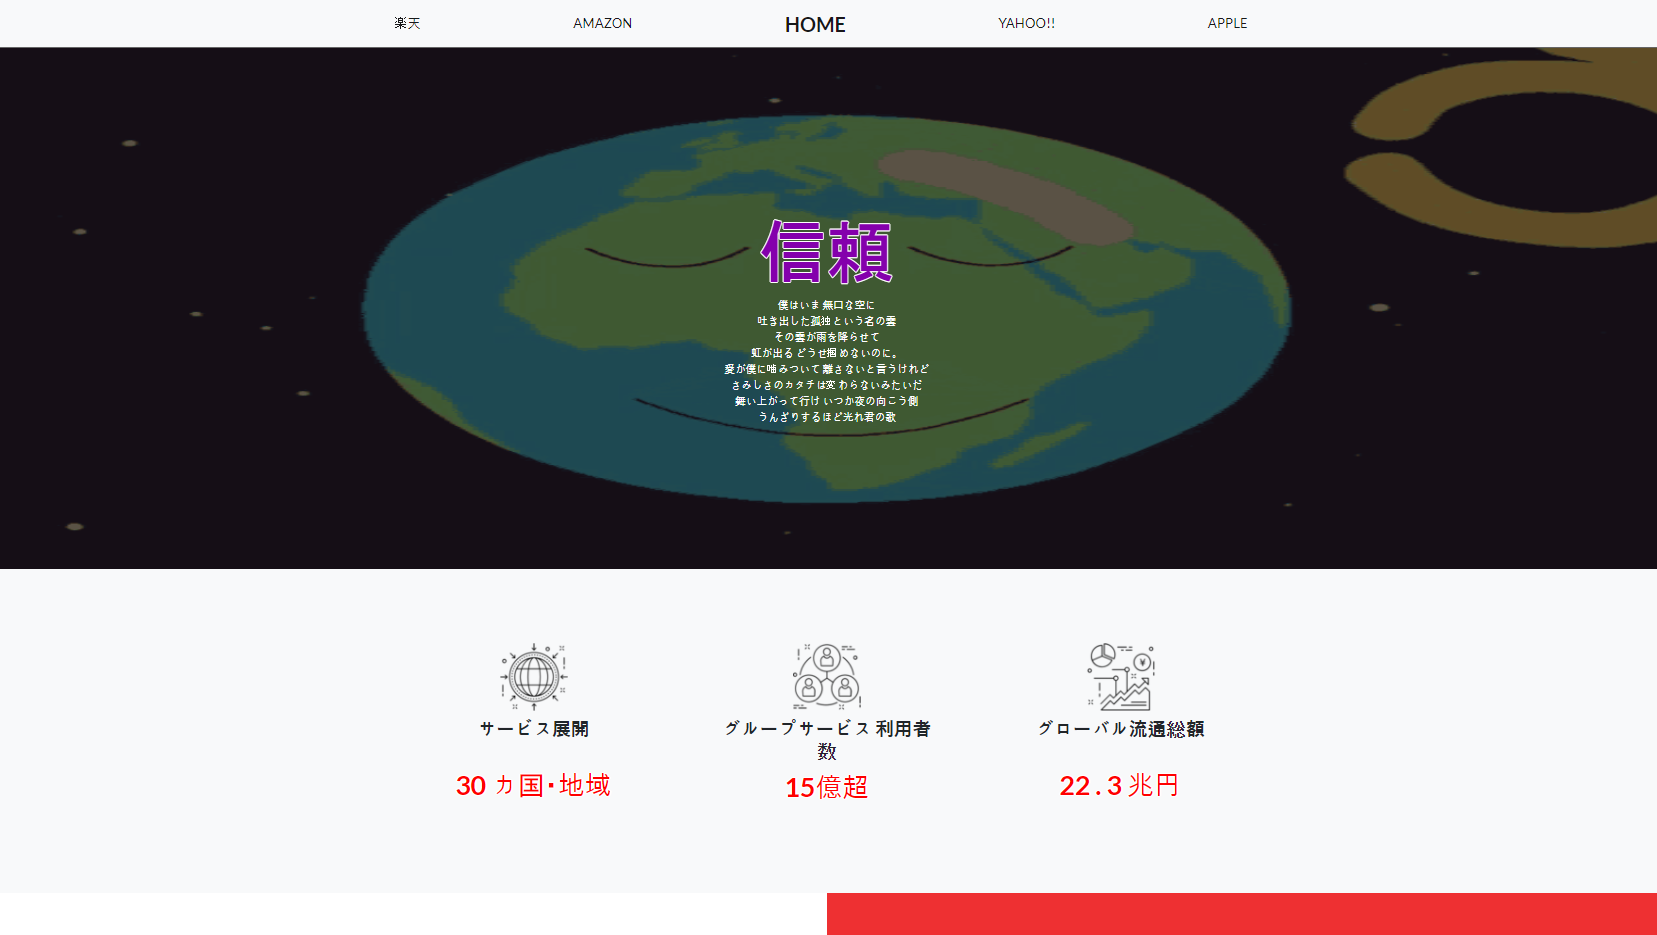 楽天
AMAZON
HOME
YAHOO!!
APPLE
信頼
僕はいま 無口な空に
吐き出した孤独という名の雲
その雲が雨を降らせて
虹が出る どうせ掴めないのに。
愛が僕に噛みついて 離さないと言うけれど
さみしさのカタチは変わらないみたいだ
舞い上がって行け いつか夜の向こう側
うんざりするほど光れ君の歌
サービス展開
グループサービス 利用者
数
グローバル流通総額
30 カ国・地域
15億超
22.3 兆円